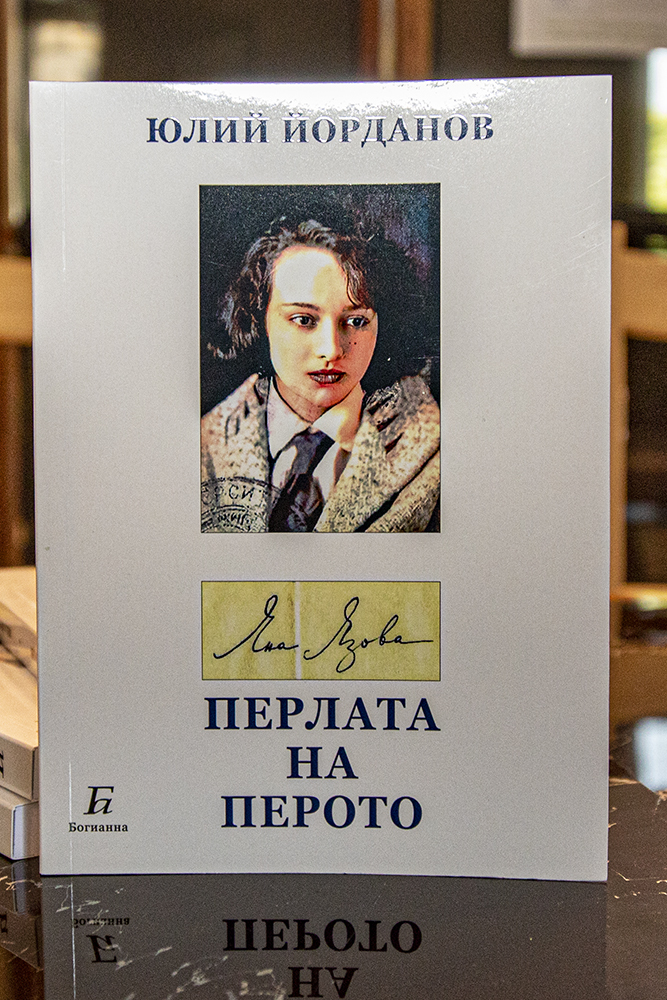 ЮЛИЙ ЙОРДАНОВ
Яна Язова
ПЕРЛАТА
НА
ПЕРОТО
Б
Богианна